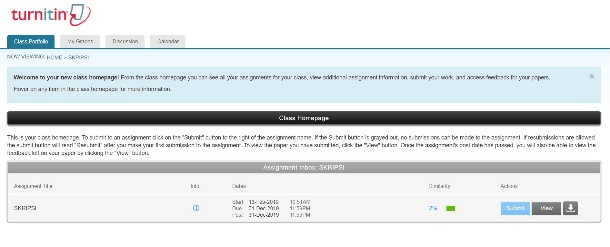 turnitin
Class Portfolio My Grades Discussion Calendar
NOW VIEWING: HOME > SKRIPSI
Welcome to your new class homepage! From the class homepage you can see all your assignments for your class, view additional assignment information, submit your work, and access feedback for your papers.
×
Hover on any item in the class homepage for more information.
Class Homepage
This is your class homepage. To submit to an assignment click on the "Submit" button to the right of the assignment name. If the Submit button is grayed out, no submissions can be made to the assignment. If resubmissions are allowed
the submit button will read "Resubmit" after you make your first submission to the assignment. To view the paper you have submitted, click the "View" button. Once the assignment's post date has passed, you will also be able to view the
feedback left on your paper by clicking the "View" button.
Assignment Inbox: SKRIPSI
Assignment Title Info Dates Similarity Actions
Start 13-Feb-2019 10:51AM
SKRIPSI Due 31-Dec-2019 11:59PM 2% Submit View
Post 31-Dec-2019 11:59PM